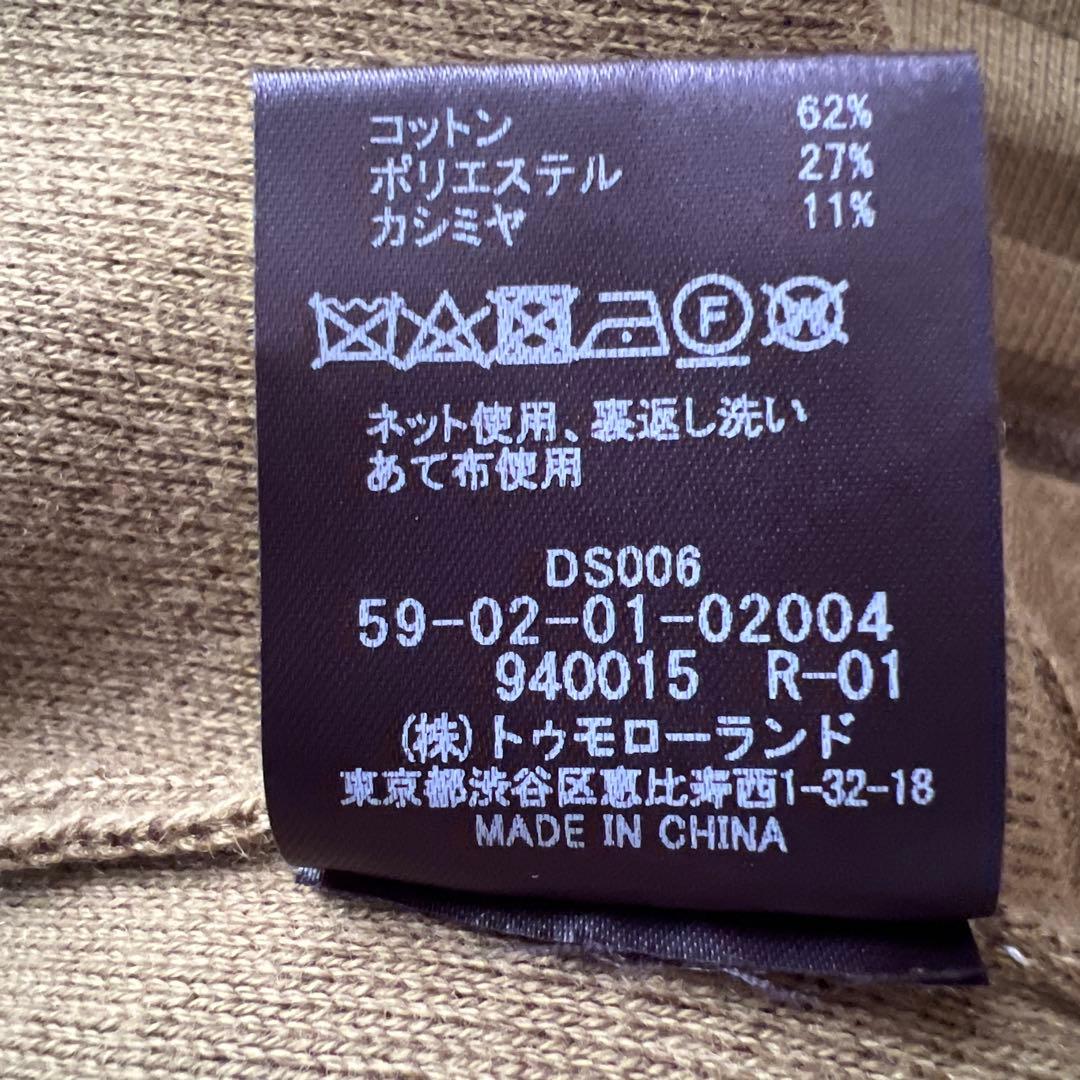 コットン 62%
ポリエステル 27%
カシミヤ 11%
F W
ネット使用、裏返し洗い
あて布使用
DS006
59-02-01-02004
940015 R-01
(株)トゥモローランド
東京都渋谷区恵比寿西1-32-18
MADE IN CHINA